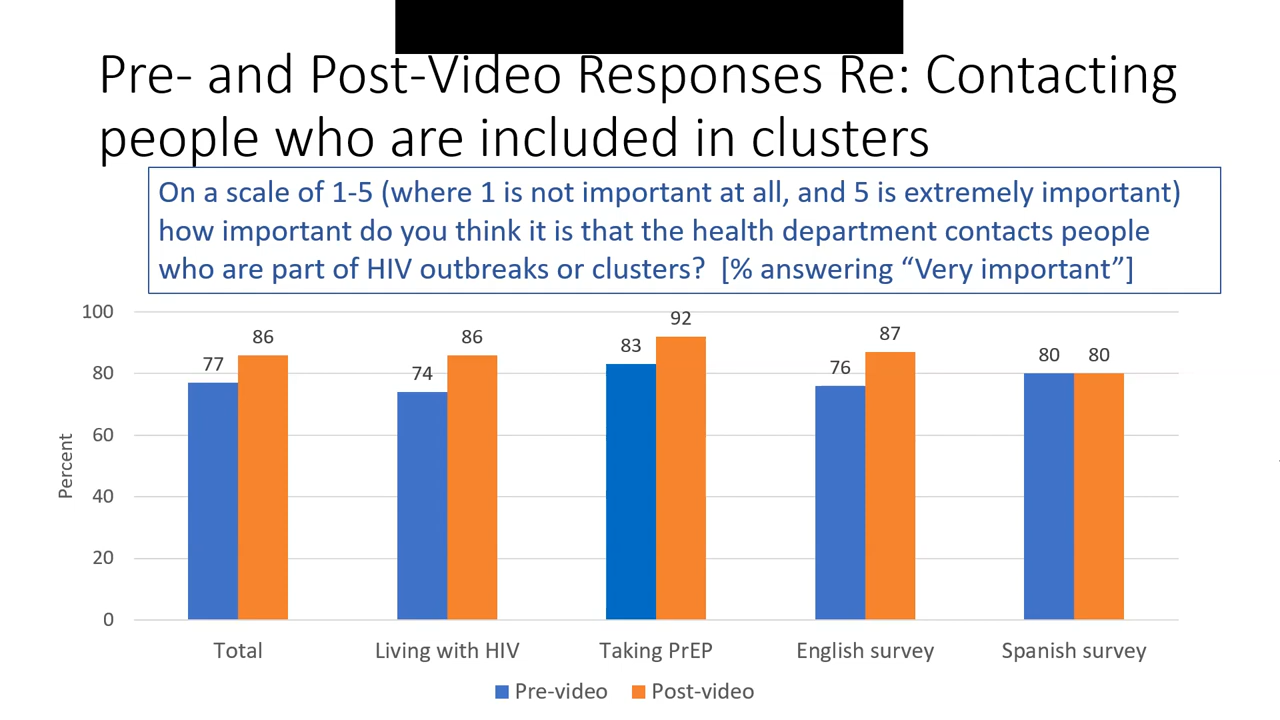 Pre- and Post-Video Responses Re: Contacting
people who are included in clusters
On a scale of 1-5 (where 1 is not important at all, and 5 is extremely important)
how important do you think it is that the health department contacts people
who are part of HIV outbreaks or clusters? [% answering “Very important”]
Percent
100
80
60
40
20
0
77 86
74 86
83 92
76 87
80 80
Total Living with HIV Taking PrEP English survey Spanish survey
Pre-video Post-video